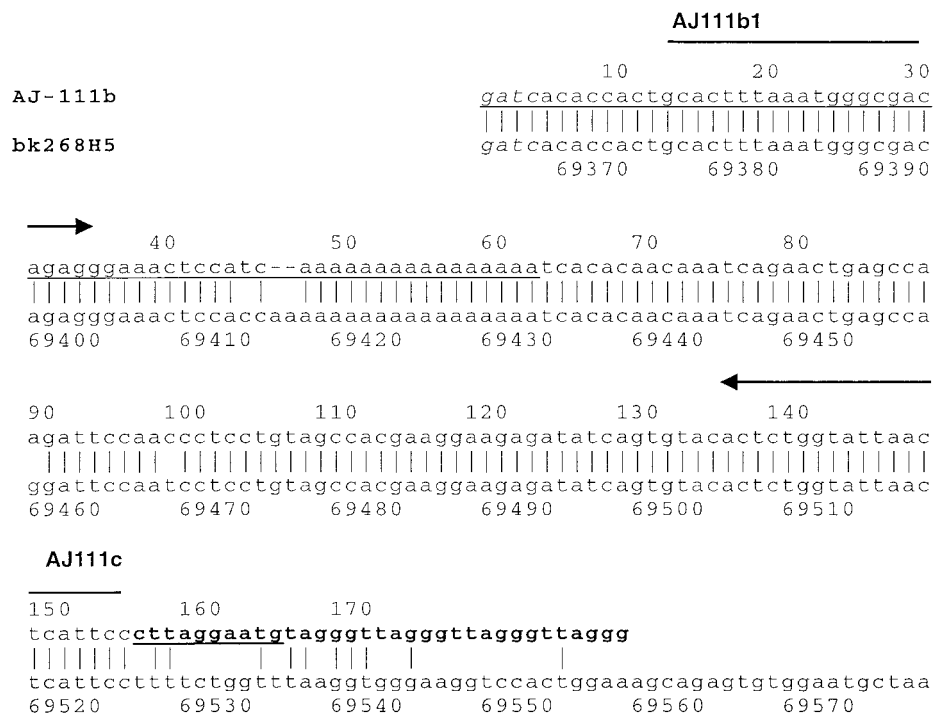 AJ111b1
10 20 30
AJ-111b gatcacaccactgcactttaaatgggcgac
bk268H5 gatcacaccactgcactttaaatgggcgac
69370 69380 69390
40 50 60 70 80
agagggaaactccatc--aaaaaaaaaaaaaaaatcacacaacaaatcagaactgagcca
agagggaaactccaccaaaaaaaaaaaaaaaaaatcacacaacaaatcagaactgagcca
69400 69410 69420 69430 69440 69450
90 100 110 120 130 140
agattccaaccctcctgtagccacgaaggaagagatatcagtgtacactctggtattaac
ggattccaatcctcctgtagccacgaaggaagagatatcagtgtacactctggtattaac
69460 69470 69480 69490 69500 69510
AJ111c
150 160 170
tcattcccttaggaatgtagggttagggttagggttaggg
tcattccttttctggtttaaggtgggaaggtccactggaaagcagagtgtggaatgctaa
69520 69530 69540 69550 69560 69570